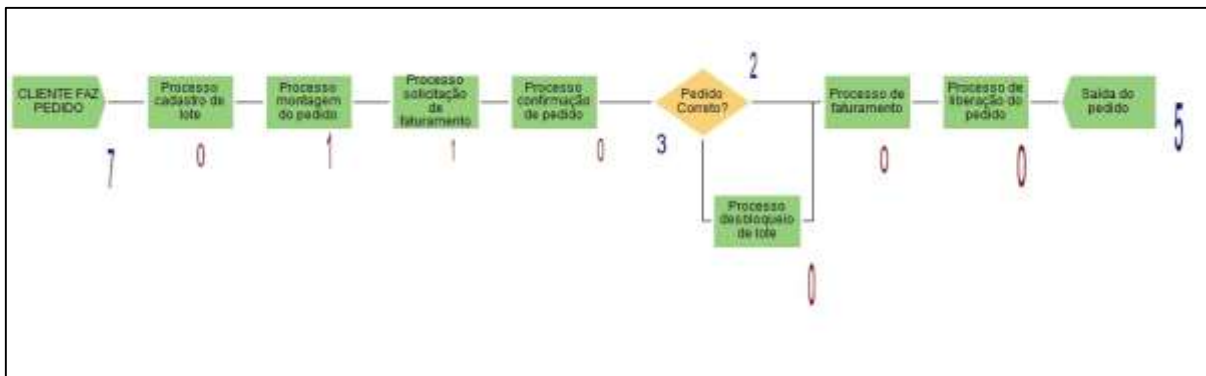 CLIENTE FAZ
PEDIDO
7
Processo
cadastro de
lote
0
Processo
montagem
do pedido
1
Processo
solicitação
de
faturamento
1
Processo
confirmação
de pedido
0
Pedido
Correto?
2
3
Processo
desbloqueio
de lote
0
Processo de
faturamento
0
Processo de
liberação do
pedido
0
Saída do
pedido
5